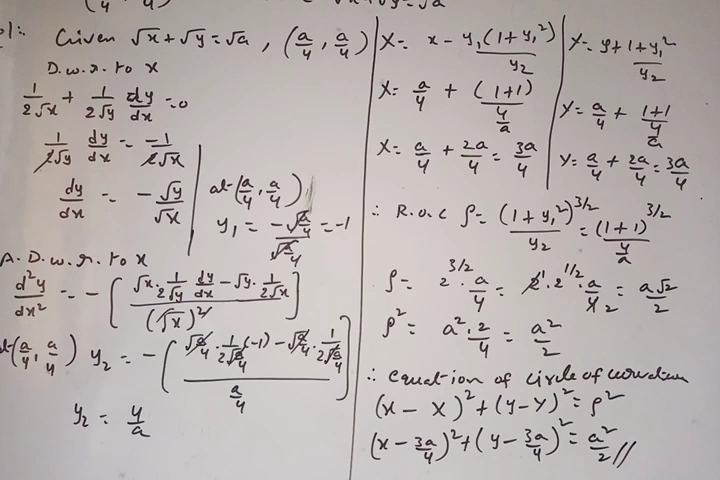 √x+√y=√a
Given √x+√y=√a, (a/4, a/4)
D.w.r.to x
1/2√x + 1/2√y dy/dx =0
1/2√y dy/dx = -1/2√x
dy/dx = -√y/√x
at (a/4, a/4)
y₁ = -√a/4/√a/4 = -1
A.D.w.r.to x
d²y/dx² = -[√x·1/2√y dy/dx - √y·1/2√x/(√x)²]
at (a/4, a/4) y₂ = -[√a/4·1/2√a/4(-1) - √a/4·1/2√a/4/a/4]
y₂ = 4/a
X= x - y₁(1+y₁²)/y₂
X= a/4 + (1+1)/4/a
X= a/4 + 2a/4 = 3a/4
Y= y+1+y₁²/y₂
Y= a/4 + 1+1/4/a
Y= a/4 + 2a/4 = 3a/4
∴ R.O.C ρ= (1+y₁²)^3/2/y₂ = (1+1)^3/2/4/a
ρ= 2^3/2·a/4 = 2¹·2^1/2·a/4 2 = a√2/2
ρ² = a²·2/4 = a²/2
∴ equation of circle of
(x-X)²+(y-Y)²=ρ²
(x-3a/4)²+(y-3a/4)²=a²/2//